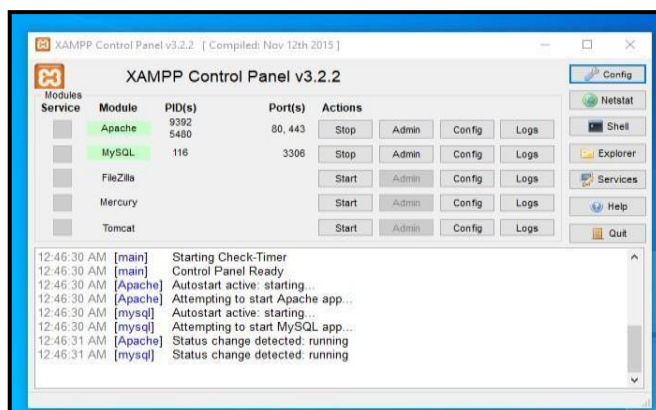 XAMPP Control Panel v3.2.2 [ Compiled: Nov 12th 2015 ]
XAMPP Control Panel v3.2.2
Config
Modules
Service Module PID(s) Port(s) Actions
Netstat
Apache 9392 5480 80, 443 Stop Admin Config Logs
Shell
MySQL 116 3306 Stop Admin Config Logs
Explorer
FileZilla Start Admin Config Logs
Services
Mercury Start Admin Config Logs
Help
Tomcat Start Admin Config Logs
Quit
12:46:30 AM [main] Starting Check-Timer
12:46:30 AM [main] Control Panel Ready
12:46:30 AM [Apache] Autostart active: starting...
12:46:30 AM [Apache] Attempting to start Apache app...
12:46:30 AM [mysql] Autostart active: starting...
12:46:30 AM [mysql] Attempting to start MySQL app...
12:46:31 AM [Apache] Status change detected: running
12:46:31 AM [mysql] Status change detected: running